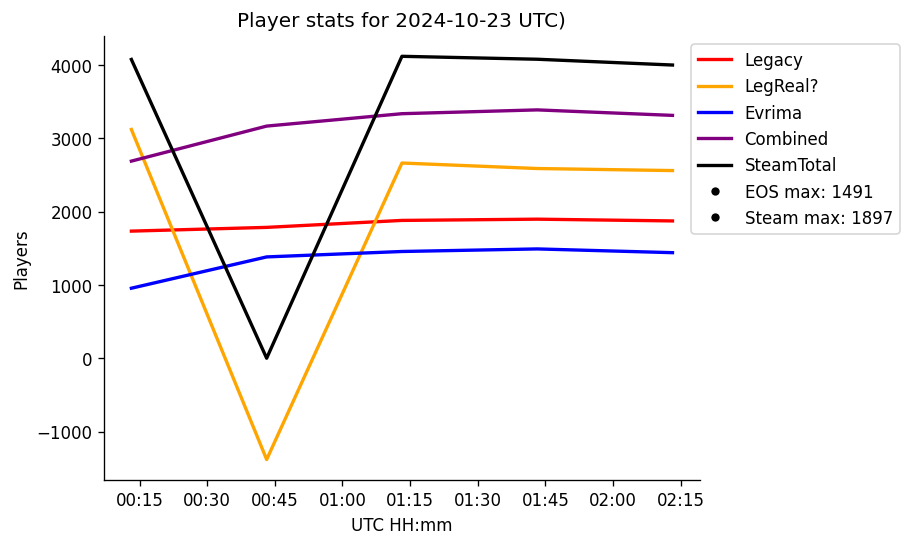 Player stats for 2024-10-23 UTC)
Players
4000
3000
2000
1000
0
−1000
00:15 00:30 00:45 01:00 01:15 01:30 01:45 02:00 02:15
UTC HH:mm
Legacy
LegReal?
Evrima
Combined
SteamTotal
EOS max: 1491
Steam max: 1897